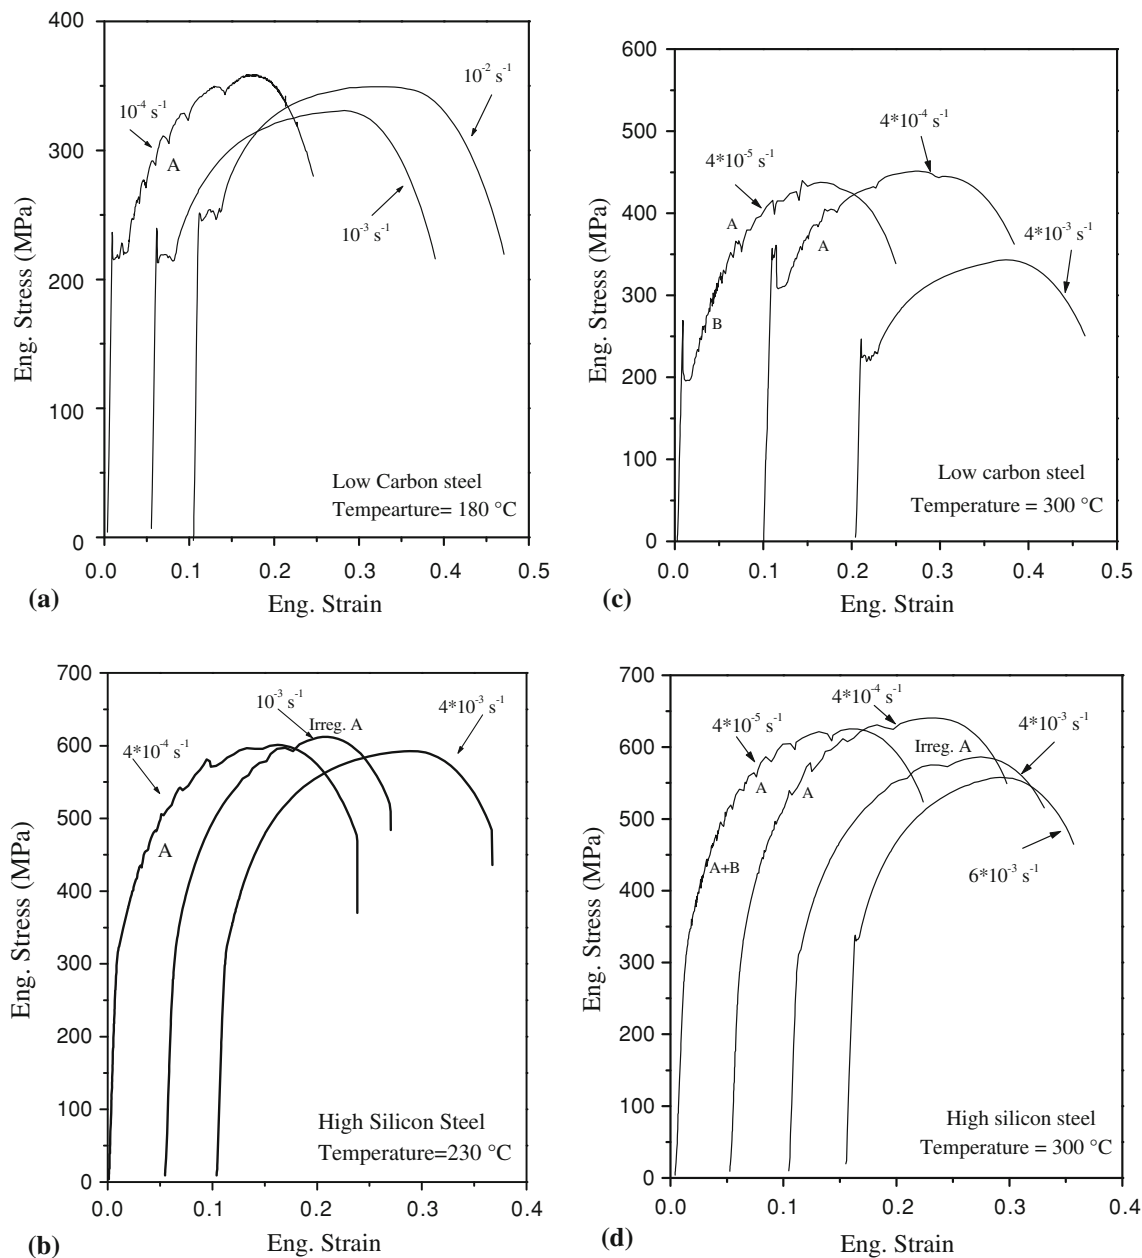 400
300
200
100
0
Eng. Stress (MPa)
10⁻⁴ s⁻¹
A
10⁻² s⁻¹
10⁻³ s⁻¹
Low Carbon steel
Tempearture= 180 °C
0.0 0.1 0.2 0.3 0.4 0.5
(a)
Eng. Strain
600
500
400
300
200
100
0
Eng. Stress (MPa)
4*10⁻⁵ s⁻¹
4*10⁻⁴ s⁻¹
4*10⁻³ s⁻¹
A
A
B
Low carbon steel
Temperature = 300 °C
0.0 0.1 0.2 0.3 0.4 0.5
(c)
Eng. Strain
700
600
500
400
300
200
100
0
Eng. Stress (MPa)
4*10⁻⁴ s⁻¹
10⁻³ s⁻¹
Irreg. A
4*10⁻³ s⁻¹
A
High Silicon Steel
Temperature=230 °C
0.0 0.1 0.2 0.3 0.4
(b)
Eng. Strain
700
600
500
400
300
200
100
0
Eng. Stress (MPa)
4*10⁻⁵ s⁻¹
4*10⁻⁴ s⁻¹
4*10⁻³ s⁻¹
Irreg. A
A
A
A+B
6*10⁻³ s⁻¹
High silicon steel
Temperature = 300 °C
0.0 0.1 0.2 0.3 0.4
(d)
Eng. Strain